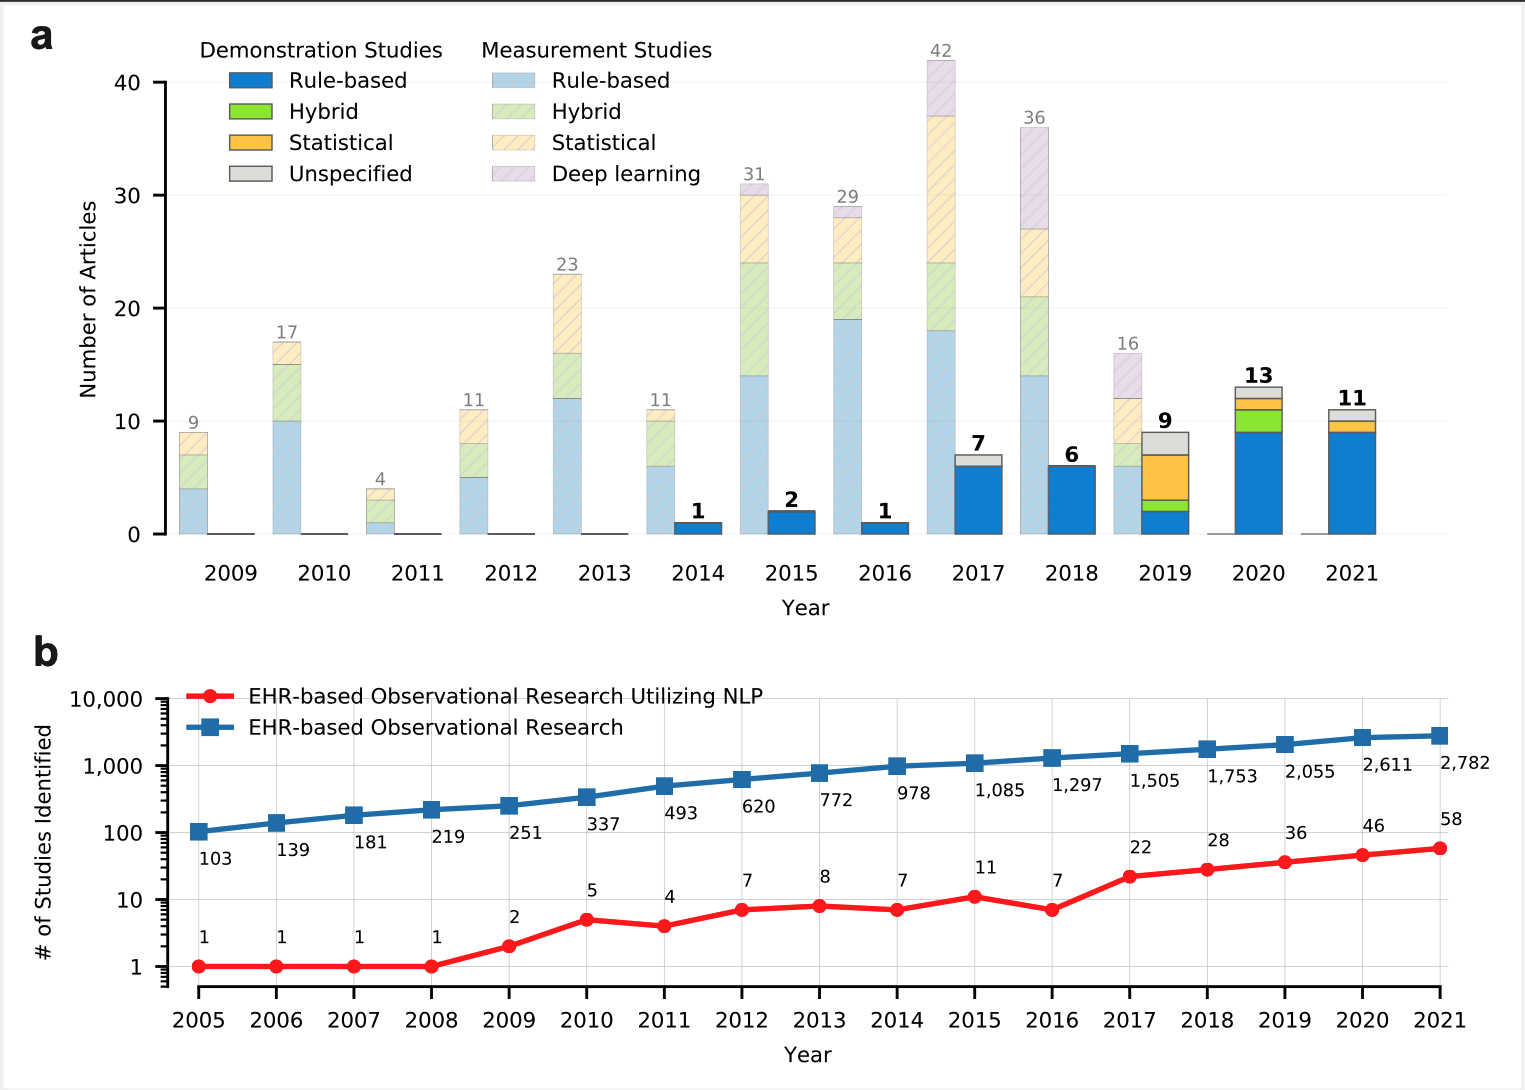 a
Demonstration Studies
Rule-based
Hybrid
Statistical
Unspecified
Measurement Studies
Rule-based
Hybrid
Statistical
Deep learning
Number of Articles
40
30
20
10
0
9
17
4
11
23
11
31
29
42
36
16
1
2
1
7
6
9
13
11
2009 2010 2011 2012 2013 2014 2015 2016 2017 2018 2019 2020 2021
Year
b
EHR-based Observational Research Utilizing NLP
EHR-based Observational Research
# of Studies Identified
10,000
1,000
100
10
1
103 139 181 219 251 337 493 620 772 978 1,085 1,297 1,505 1,753 2,055 2,611 2,782
1 1 1 1 2 5 4 7 8 7 11 7 22 28 36 46 58
2005 2006 2007 2008 2009 2010 2011 2012 2013 2014 2015 2016 2017 2018 2019 2020 2021
Year